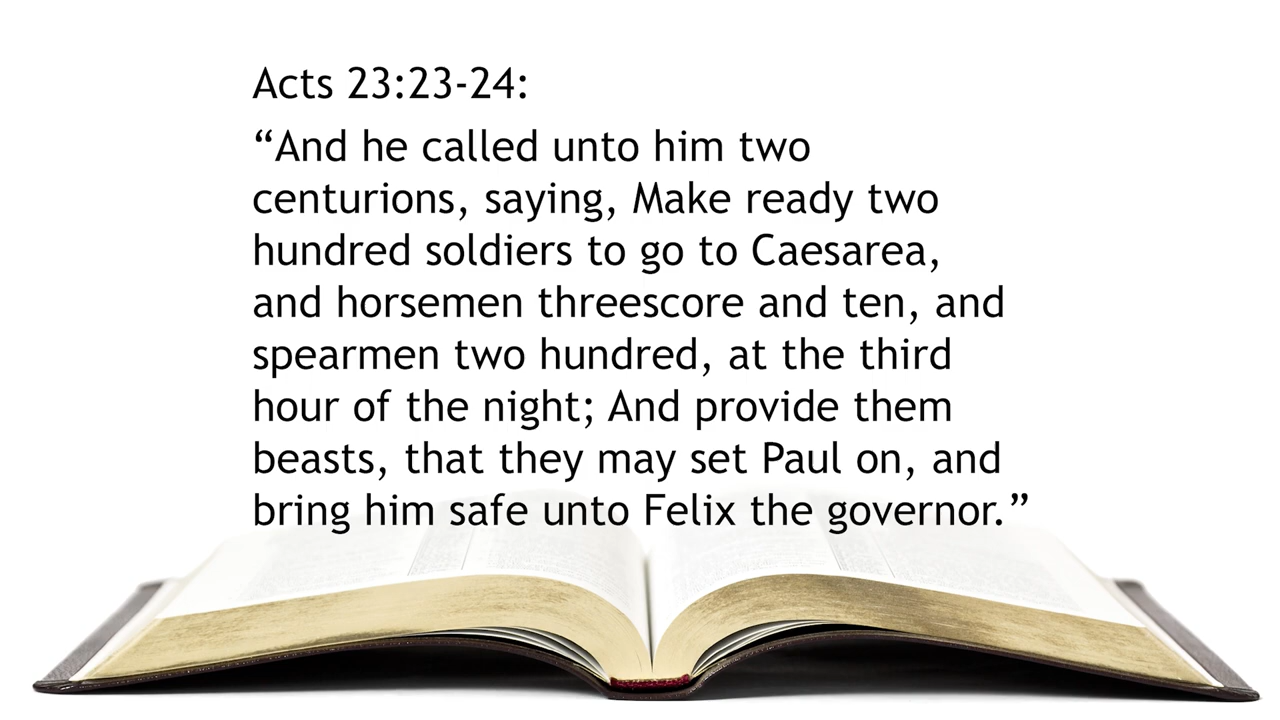 Acts 23:23-24:
“And he called unto him two
centurions, saying, Make ready two
hundred soldiers to go to Caesarea,
and horsemen threescore and ten, and
spearmen two hundred, at the third
hour of the night; And provide them
beasts, that they may set Paul on, and
bring him safe unto Felix the governor.”